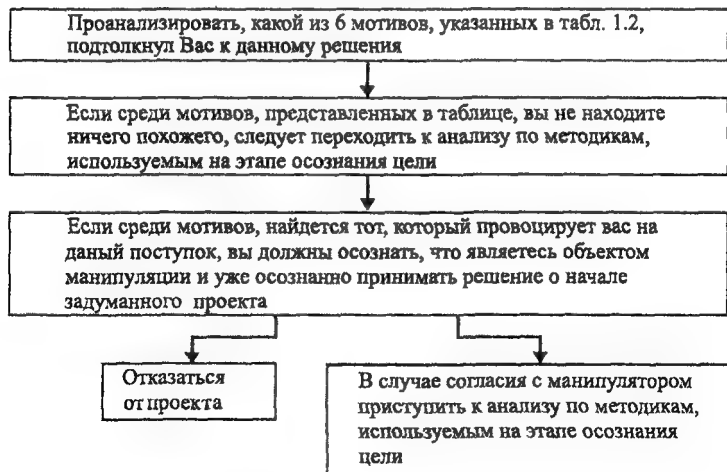 Проанализировать, какой из 6 мотивов, указанных в табл. 1.2,
подтолкнул Вас к данному решения
Если среди мотивов, представленных в таблице, вы не находите
ничего похожего, следует переходить к анализу по методикам,
используемым на этапе осознания цели
Если среди мотивов, найдется тот, который провоцирует вас на
даный поступок, вы должны осознать, что являетесь объектом
манипуляции и уже осознанно принимать решение о начале
задуманного проекта
Отказаться
от проекта
В случае согласия с манипулятором
приступить к анализу по методикам,
используемым на этапе осознания
цели